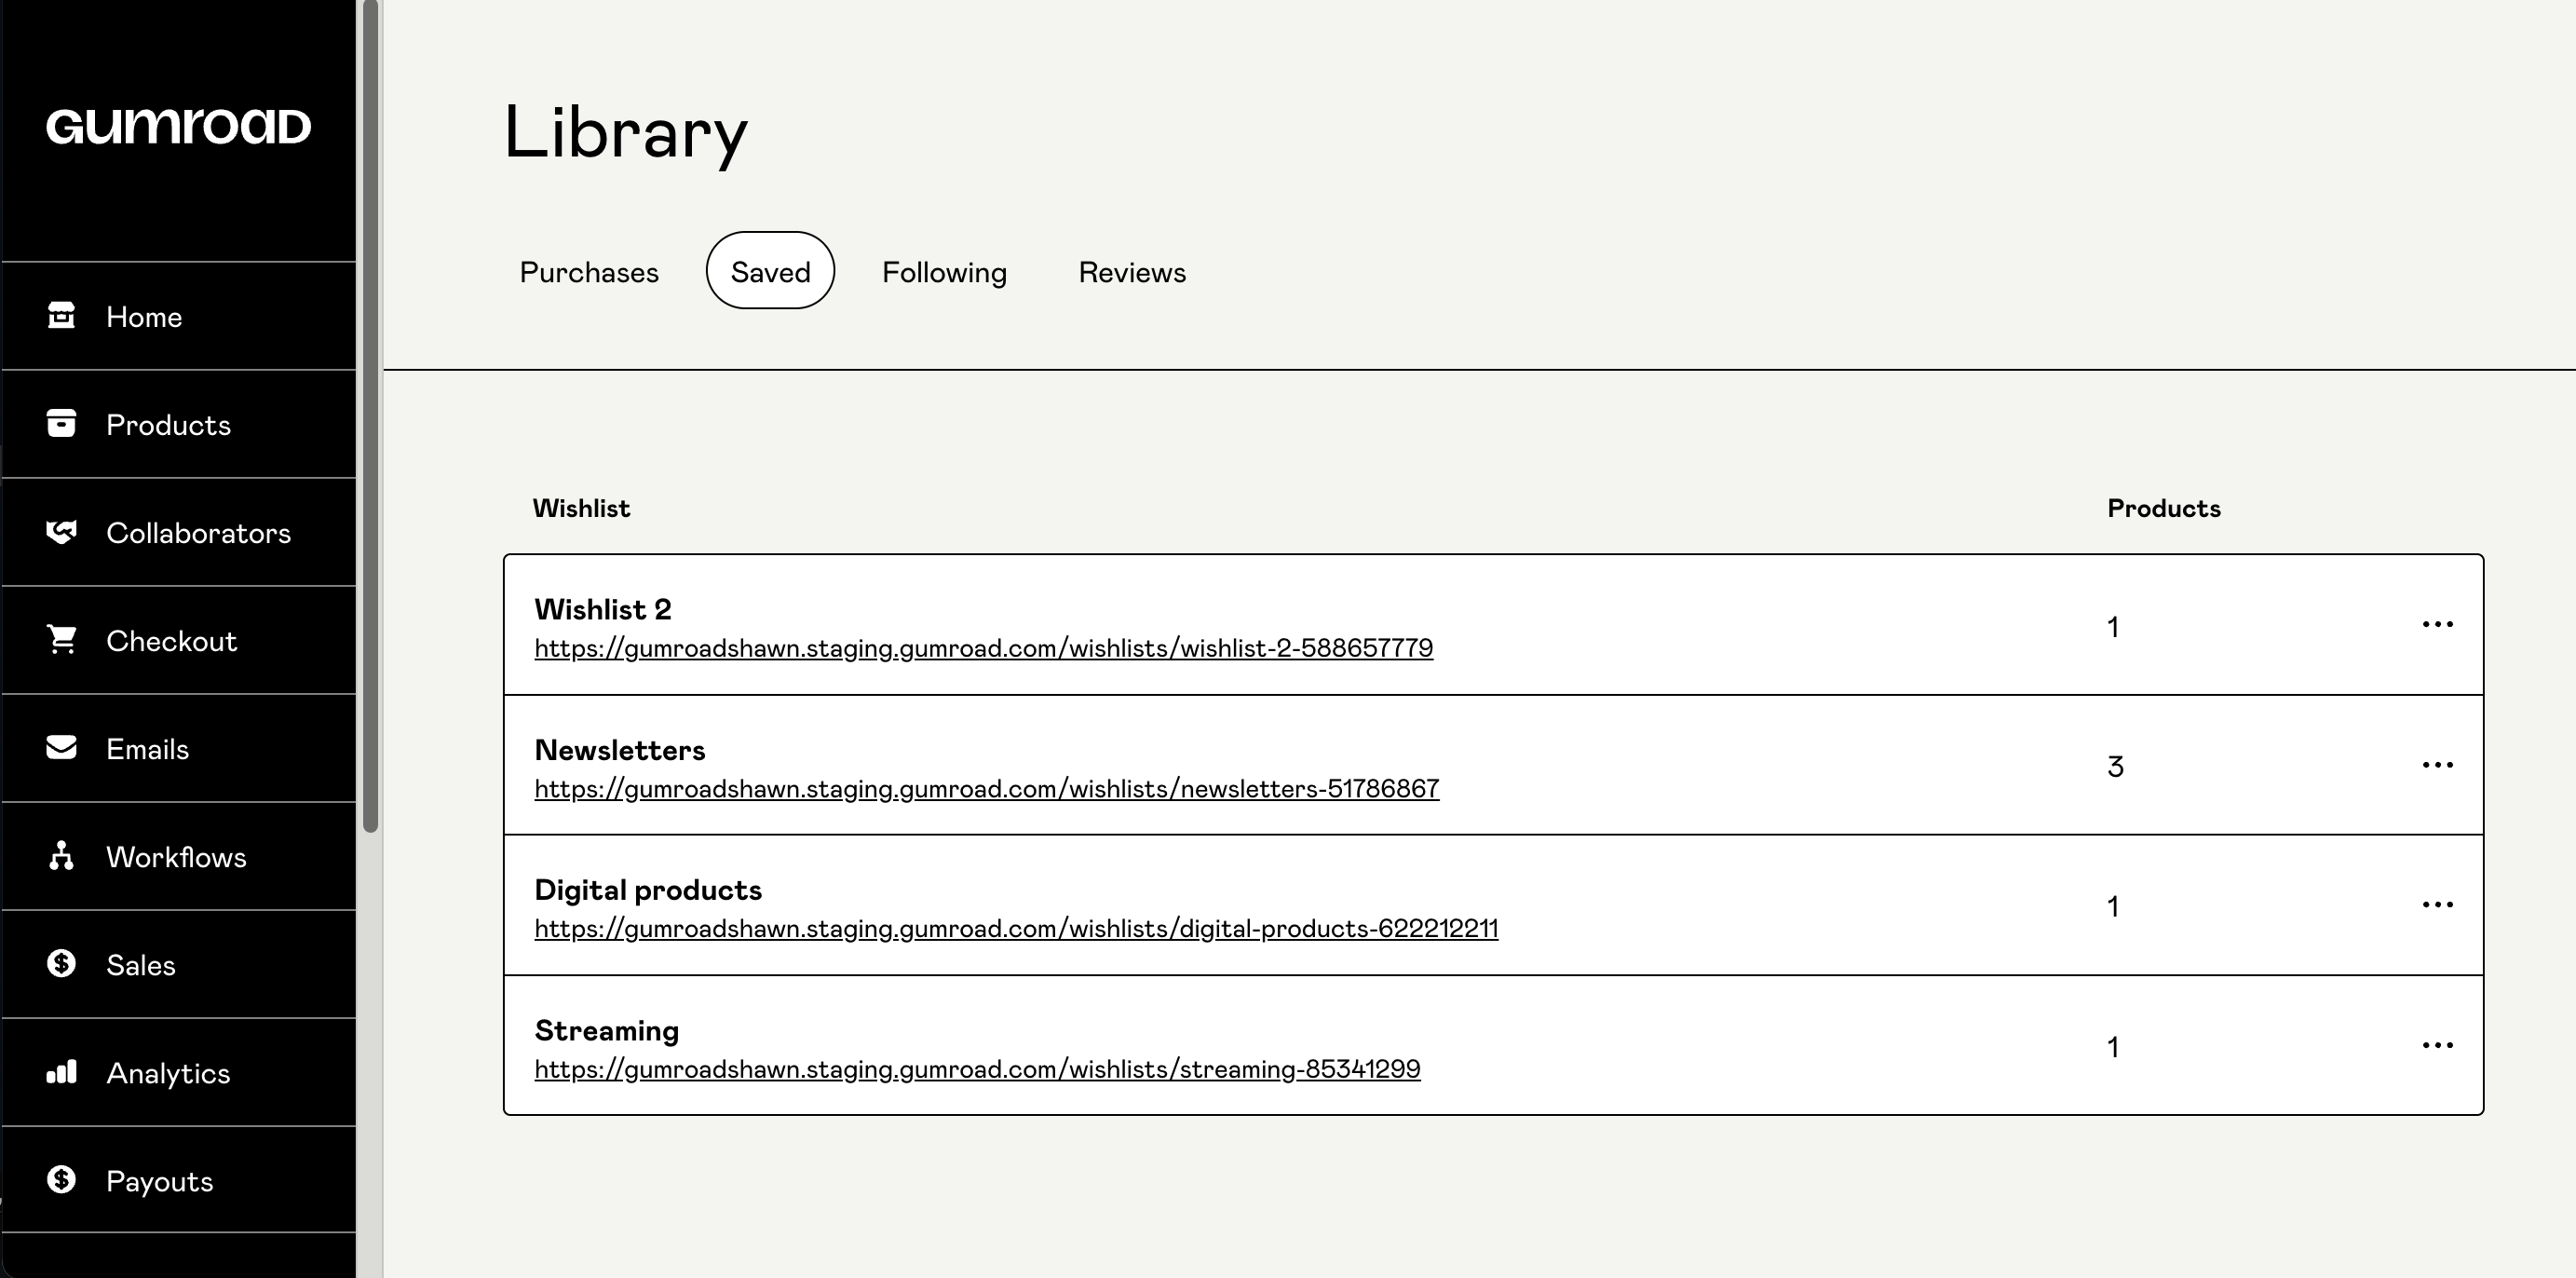 GUMROAD
Home
Products
Collaborators
Checkout
Emails
Workflows
Sales
Analytics
Payouts
Library
Purchases Saved Following Reviews
Wishlist Products
Wishlist 2
https://gumroadshawn.staging.gumroad.com/wishlists/wishlist-2-588657779
1
Newsletters
https://gumroadshawn.staging.gumroad.com/wishlists/newsletters-51786867
3
Digital products
https://gumroadshawn.staging.gumroad.com/wishlists/digital-products-622212211
1
Streaming
https://gumroadshawn.staging.gumroad.com/wishlists/streaming-85341299
1